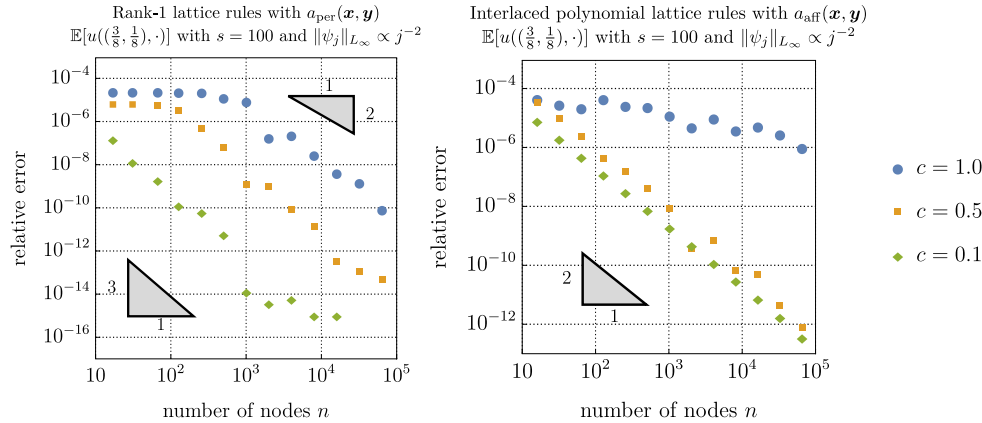 Rank-1 lattice rules with a_per(x, y)
𝔼[u((3/8, 1/8), ·)] with s = 100 and ‖ψ_j‖_{L_∞} ∝ j^{−2}
10^{−4}
10^{−6}
10^{−8}
10^{−10}
10^{−12}
10^{−14}
10^{−16}
relative error
1
2
3
1
10
10^2
10^3
10^4
10^5
number of nodes n
Interlaced polynomial lattice rules with a_aff(x, y)
𝔼[u((3/8, 1/8), ·)] with s = 100 and ‖ψ_j‖_{L_∞} ∝ j^{−2}
10^{−4}
10^{−6}
10^{−8}
10^{−10}
10^{−12}
relative error
2
1
10
10^2
10^3
10^4
10^5
number of nodes n
c = 1.0
c = 0.5
c = 0.1